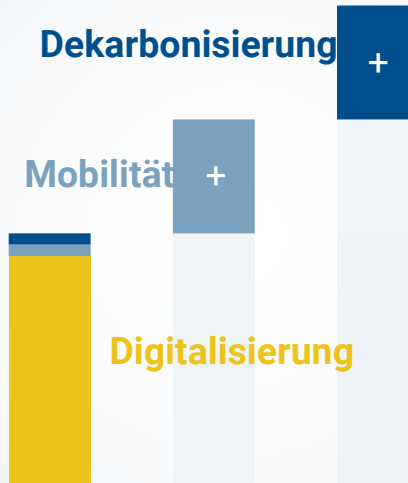 Dekarbonisierung
+
Mobilität
+
Digitalisierung